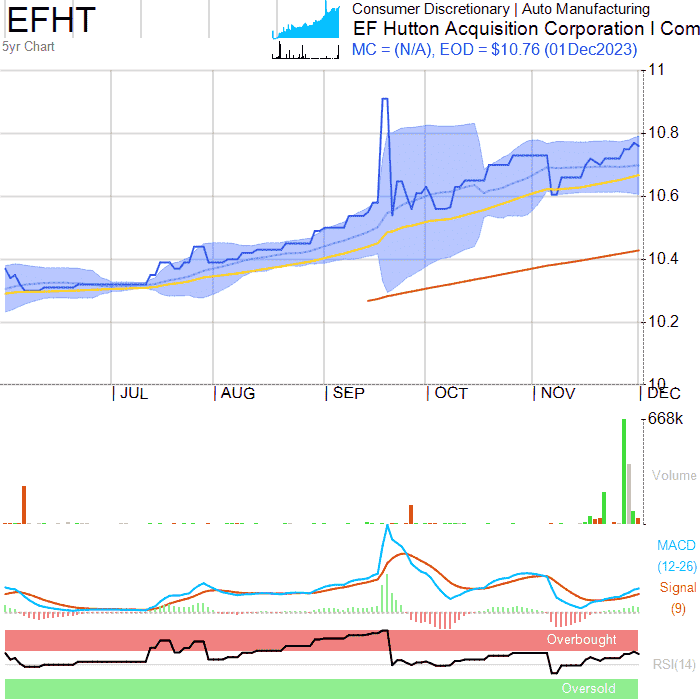 EFHT
5yr Chart
Consumer Discretionary | Auto Manufacturing
EF Hutton Acquisition Corporation I Com
MC = (N/A), EOD = $10.76 (01Dec2023)
11
10.8
10.6
10.4
10.2
10
JUL AUG SEP OCT NOV DEC
668k
Volume
MACD
(12-26)
Signal
(9)
Overbought
RSI(14)
Oversold